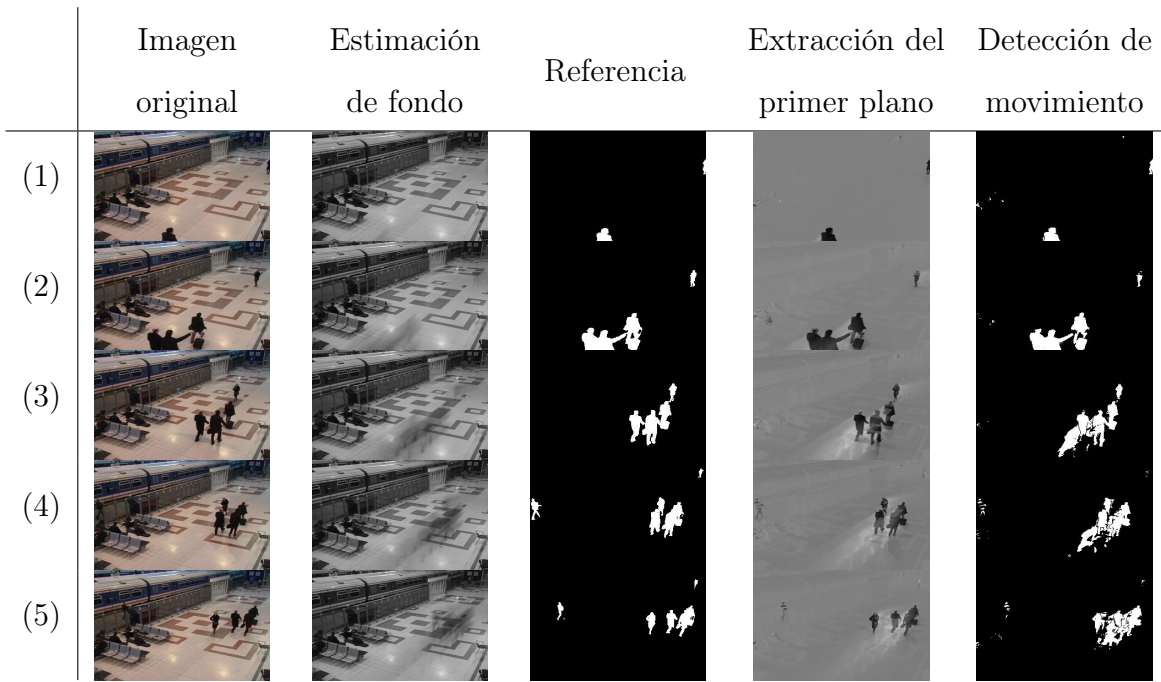 Imagen
original
Estimación
de fondo
Referencia
Extracción del
primer plano
Detección de
movimiento
(1)
(2)
(3)
(4)
(5)